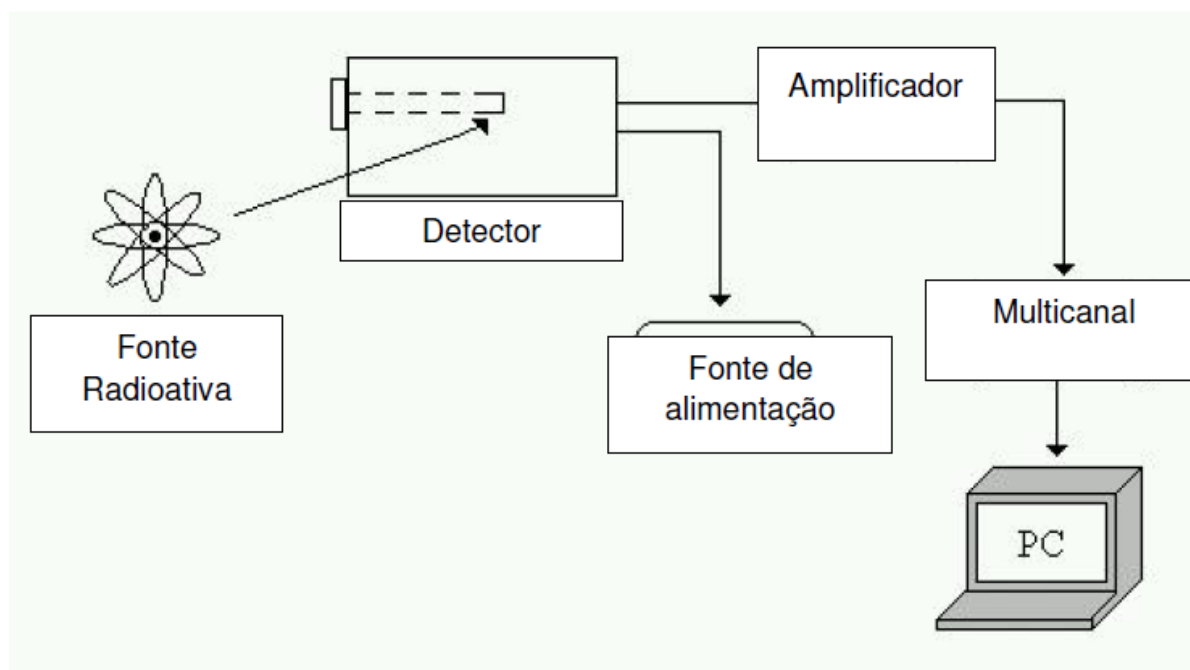 Amplificador
Detector
Fonte
Radioativa
Fonte de
alimentação
Multicanal
PC